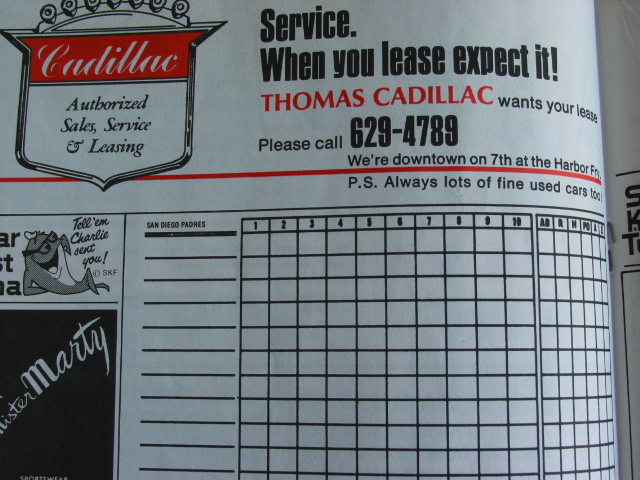 Cadillac
Authorized
Sales, Service
& Leasing
Service.
When you lease expect it!
THOMAS CADILLAC wants your lease
Please call 629-4789
We're downtown on 7th at the Harbor Fry.
P.S. Always lots of fine used cars too!
Tell 'em
Charlie
sent
you!
© SKF
Marty
SPORTSWEAR
SAN DIEGO PADRES 1 2 3 4 5 6 7 8 9 10 AB R H PO A E